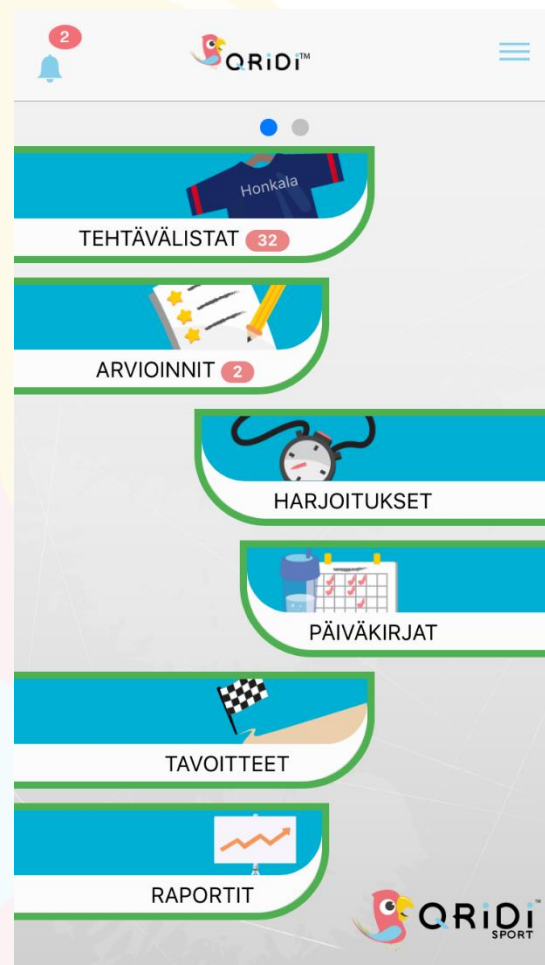 2
QRiDi™
Honkala
TEHTÄVÄLISTAT 32
ARVIOINNIT 2
HARJOITUKSET
PÄIVÄKIRJAT
TAVOITTEET
RAPORTIT
QRiDi™
SPORT